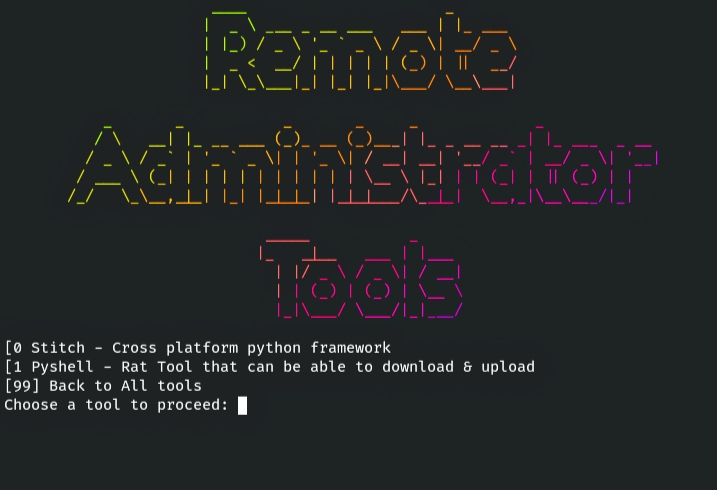 Remote
Administrator
Tools
[0 Stitch - Cross platform python framework
[1 Pyshell - Rat Tool that can be able to download & upload
[99] Back to All tools
Choose a tool to proceed: